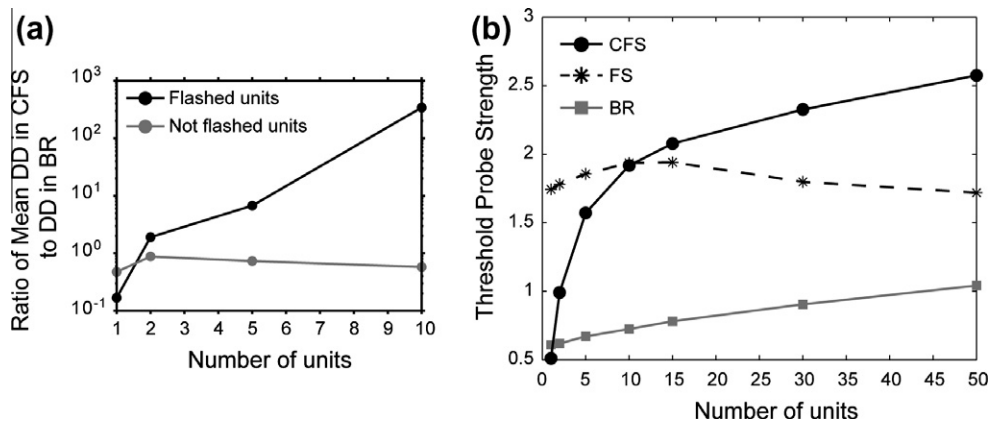 (a)
Ratio of Mean DD in CFS
to DD in BR
10^3
10^2
10^1
10^0
10^-1
Flashed units
Not flashed units
1 2 3 4 5 6 7 8 9 10
Number of units
(b)
Threshold Probe Strength
3
2.5
2
1.5
1
0.5
CFS
FS
BR
0 5 10 15 20 25 30 35 40 45 50
Number of units